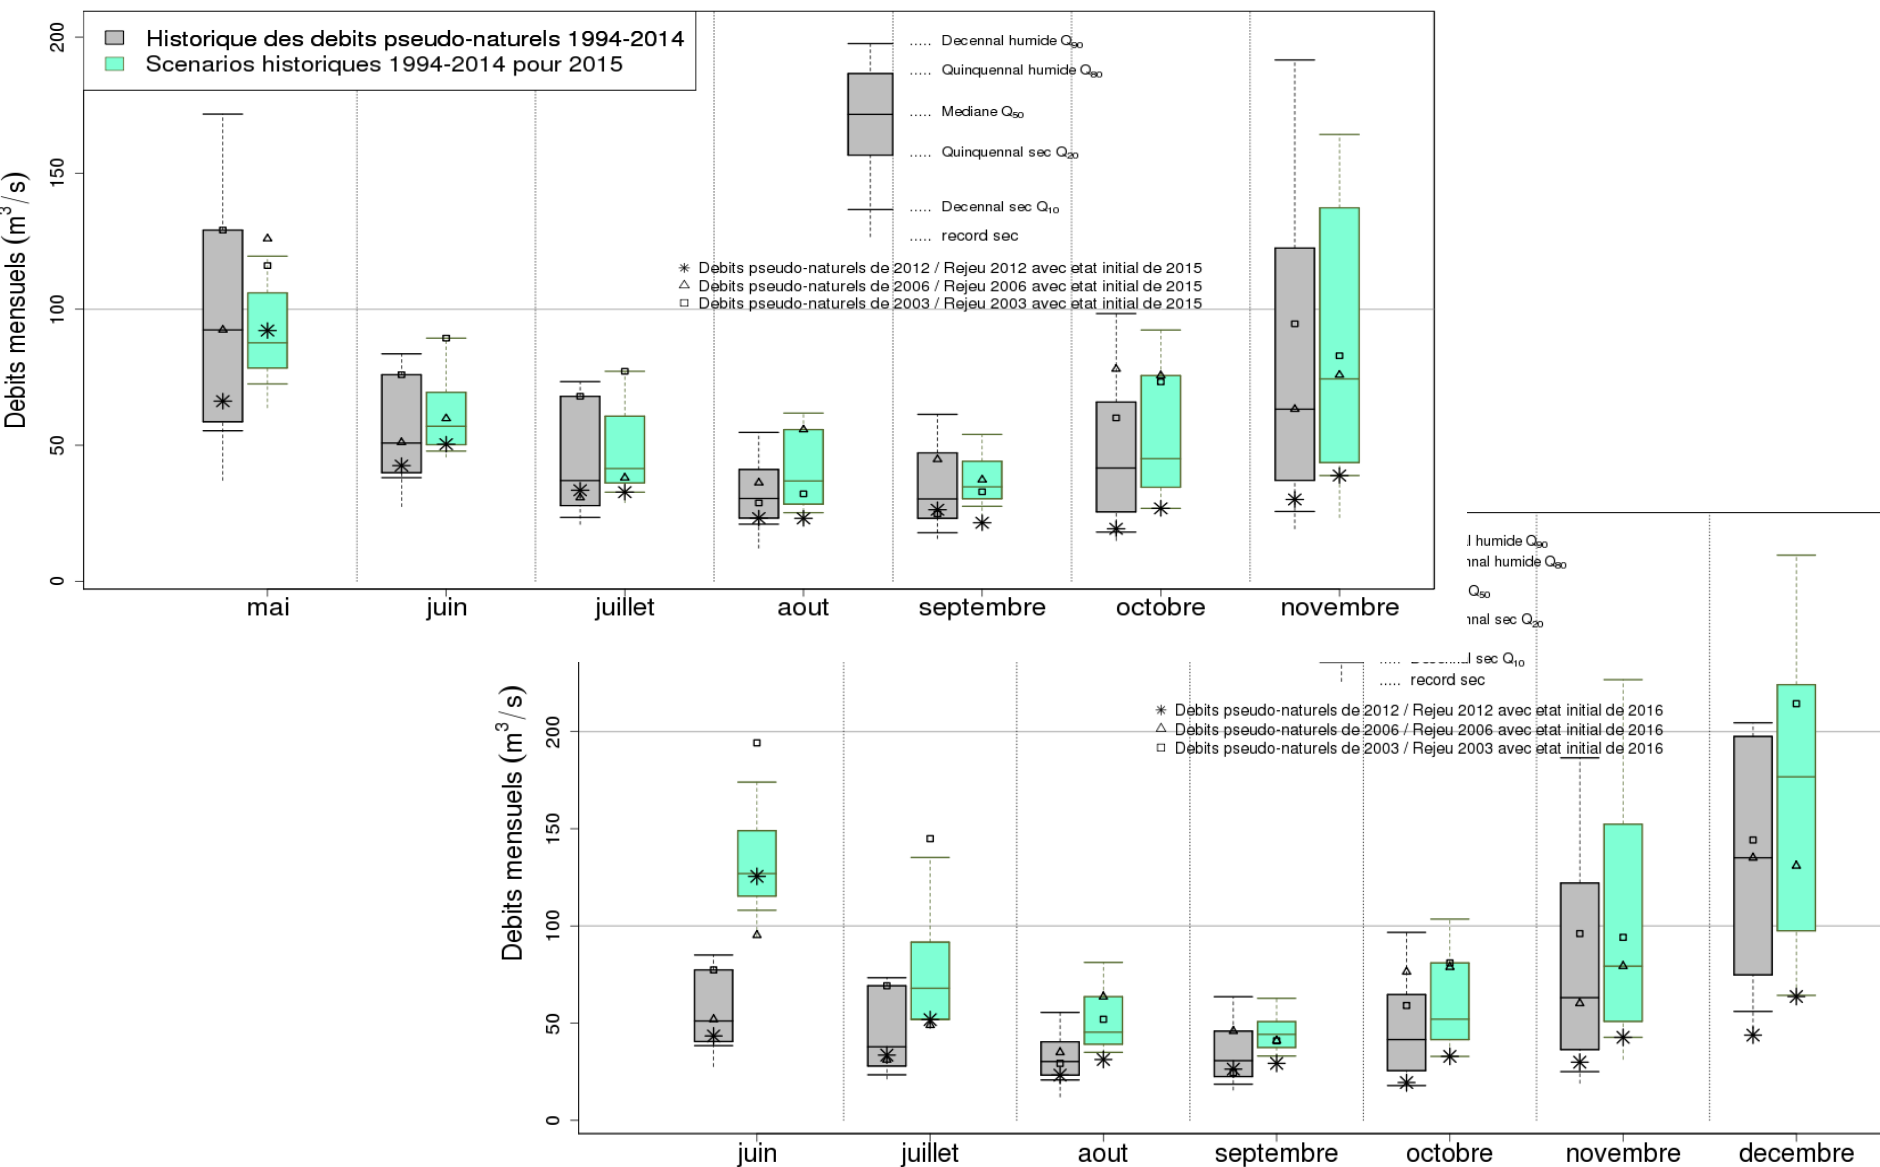 Historique des debits pseudo-naturels 1994-2014
Scenarios historiques 1994-2014 pour 2015
..... Decennal humide Q90
..... Quinquennal humide Q80
..... Mediane Q50
..... Quinquennal sec Q20
..... Decennal sec Q10
..... record sec
Debits pseudo-naturels de 2012 / Rejeu 2012 avec etat initial de 2015
Debits pseudo-naturels de 2006 / Rejeu 2006 avec etat initial de 2015
Debits pseudo-naturels de 2003 / Rejeu 2003 avec etat initial de 2015
Debits mensuels (m3/s)
200
150
100
50
0
mai juin juillet aout septembre octobre novembre
l humide Q90
nnal humide Q80
Q50
nnal sec Q20
..... sec Q10
..... record sec
Debits pseudo-naturels de 2012 / Rejeu 2012 avec etat initial de 2016
Debits pseudo-naturels de 2006 / Rejeu 2006 avec etat initial de 2016
Debits pseudo-naturels de 2003 / Rejeu 2003 avec etat initial de 2016
Debits mensuels (m3/s)
200
150
100
50
0
juin juillet aout septembre octobre novembre decembre